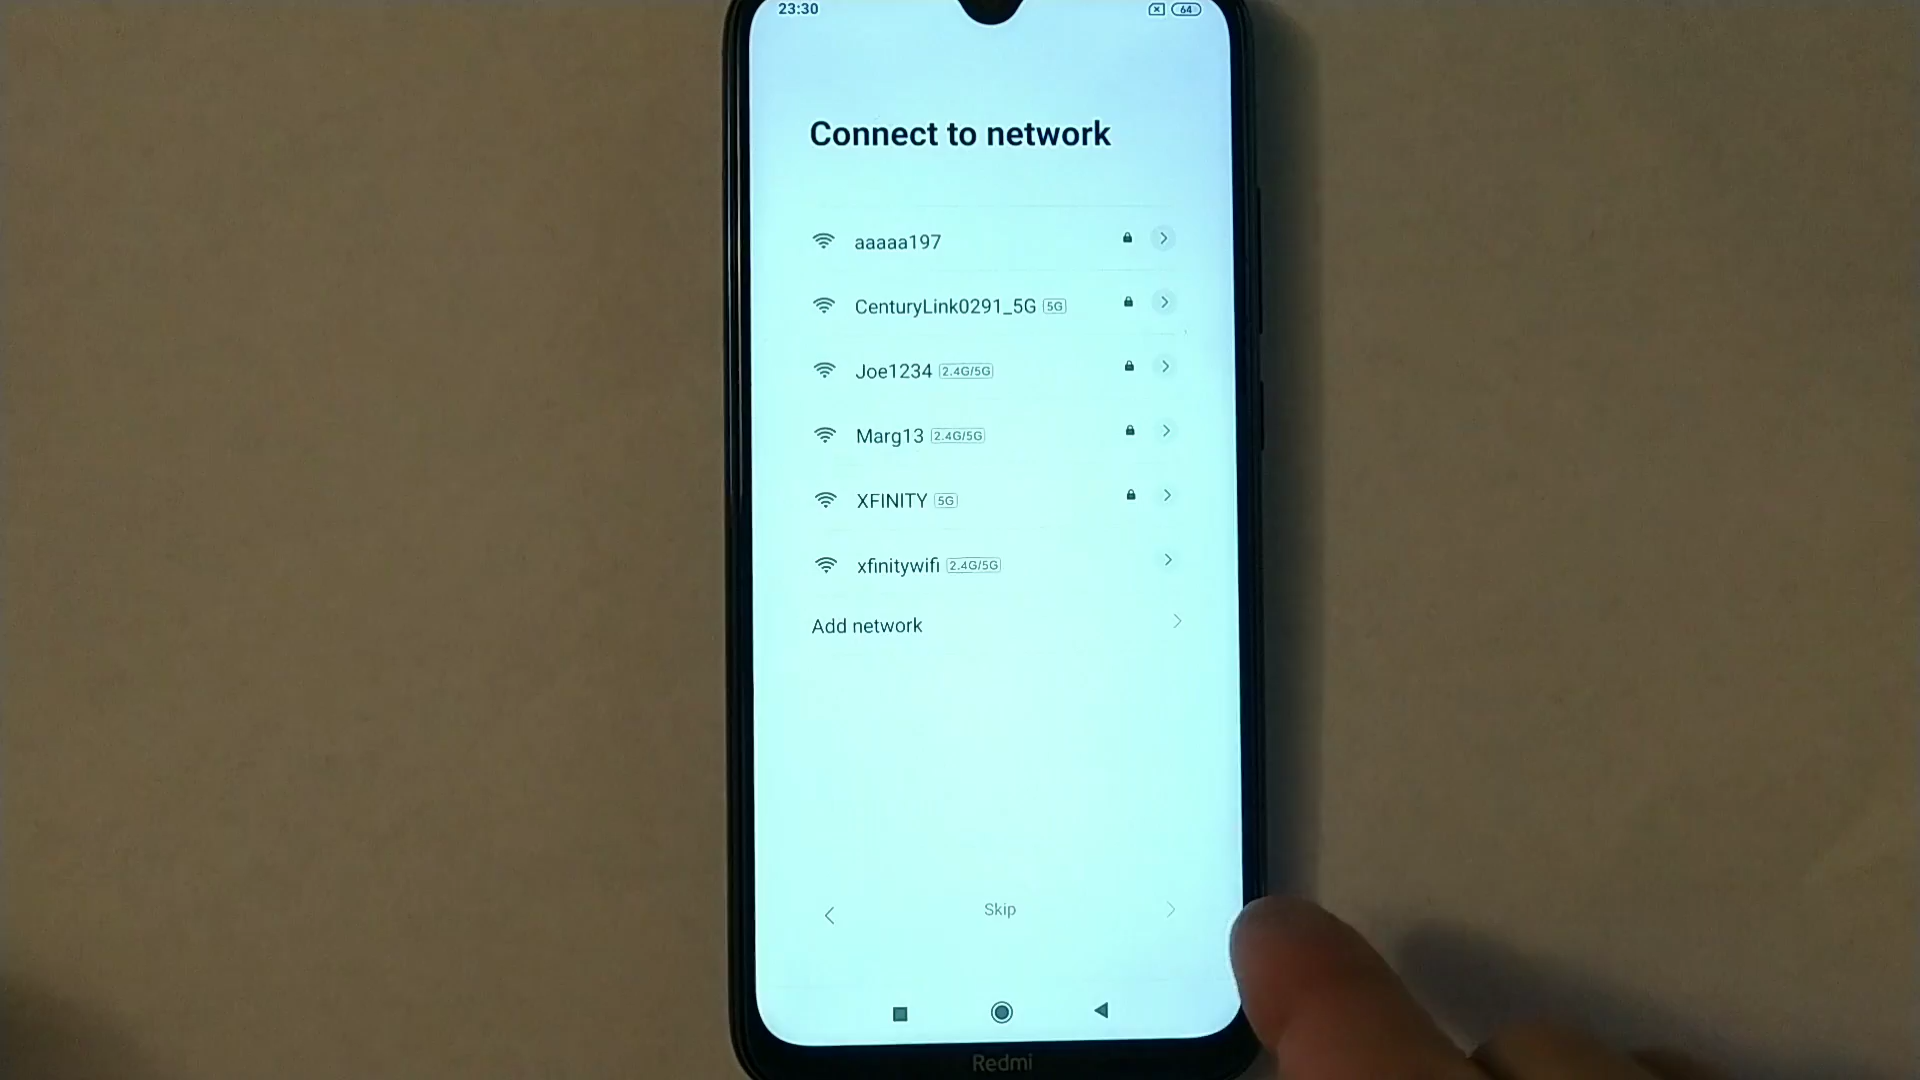 23:30 64
Connect to network
aaaaa197
CenturyLink0291_5G 5G
Joe1234 2.4G/5G
Marg13 2.4G/5G
XFINITY 5G
xfinitywifi 2.4G/5G
Add network
Skip
Redmi